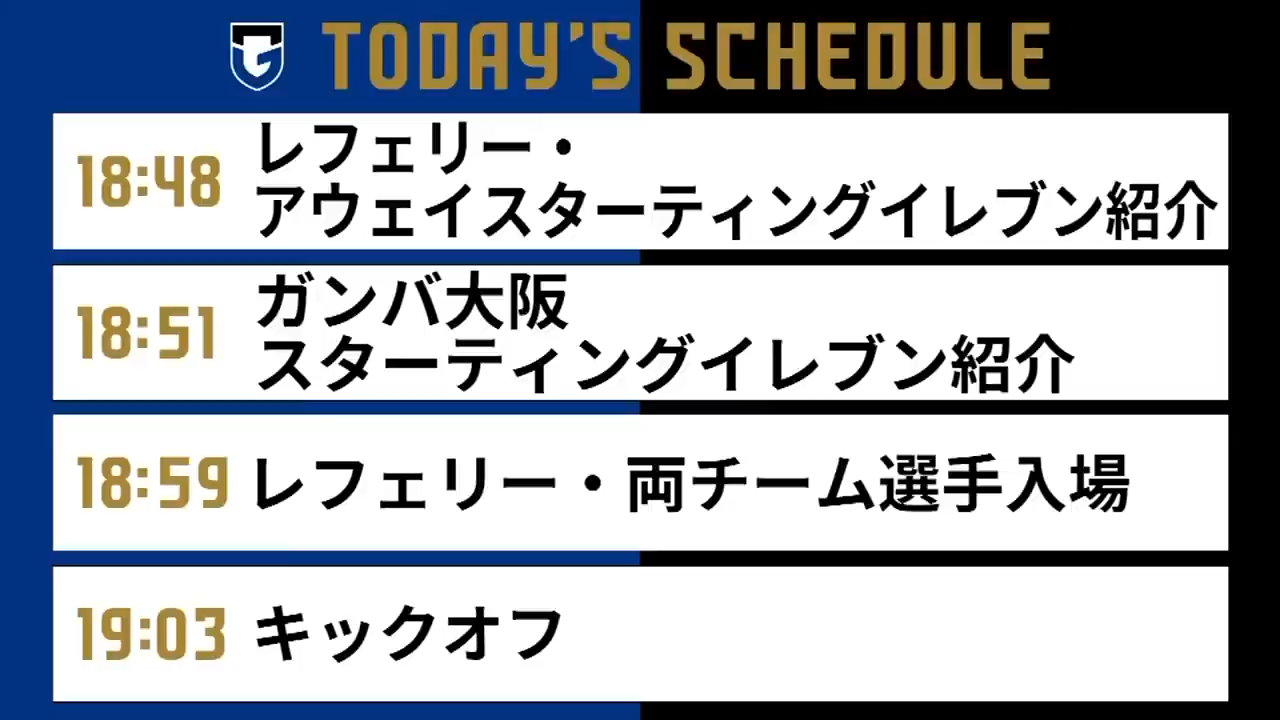 TODAY'S SCHEDULE
18:48 レフェリー・
アウェイスターティングイレブン紹介
18:51 ガンバ大阪
スターティングイレブン紹介
18:59 レフェリー・両チーム選手入場
19:03 キックオフ